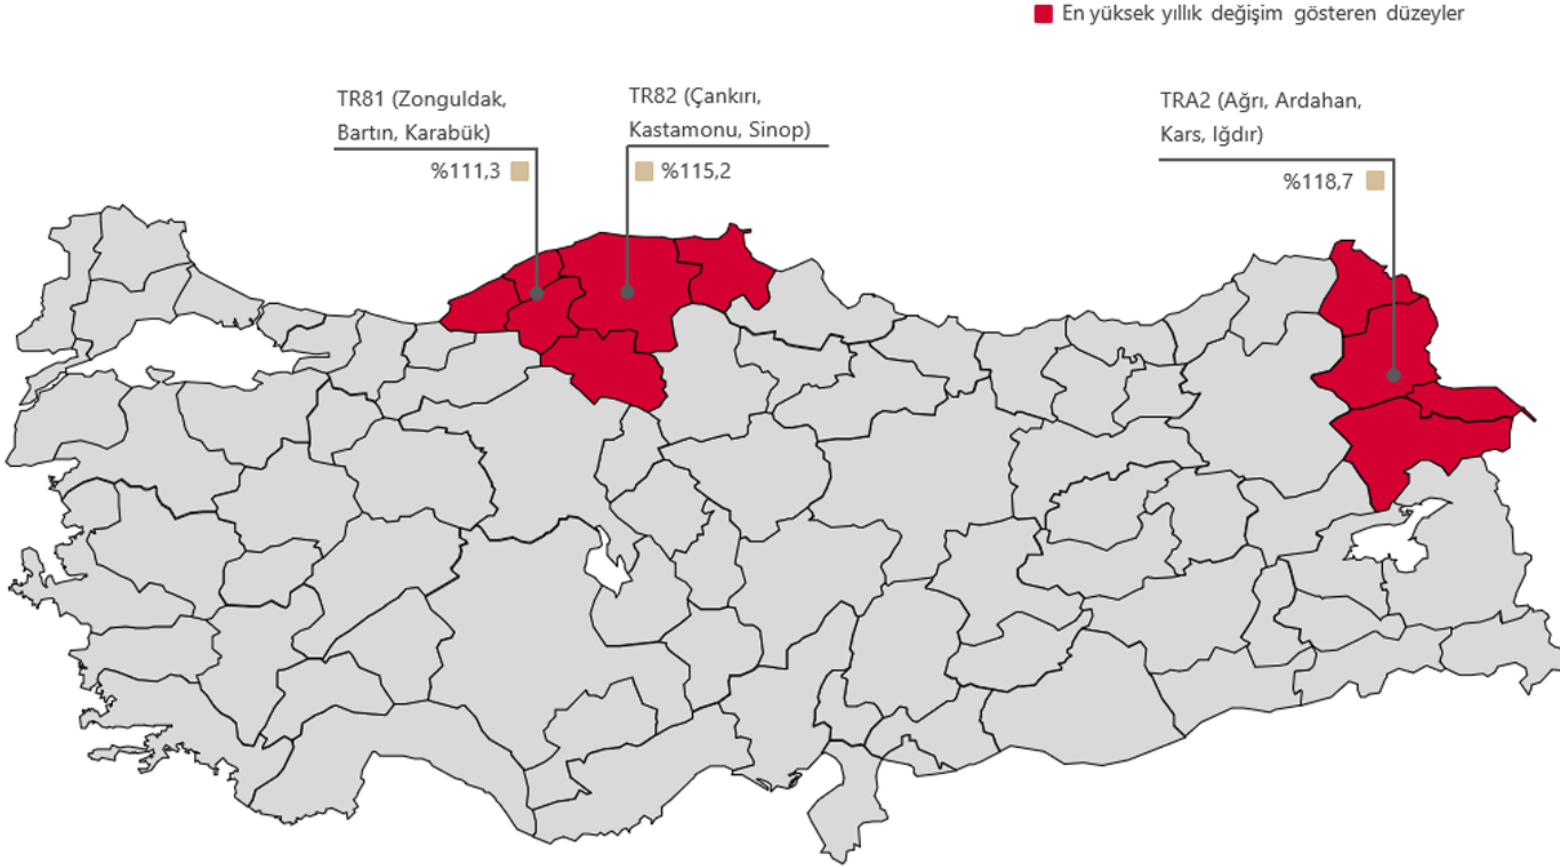 En yüksek yıllık değişim gösteren düzeyler
TR81 (Zonguldak,
Bartın, Karabük)
%111,3
TR82 (Çankırı,
Kastamonu, Sinop)
%115,2
TRA2 (Ağrı, Ardahan,
Kars, Iğdır)
%118,7